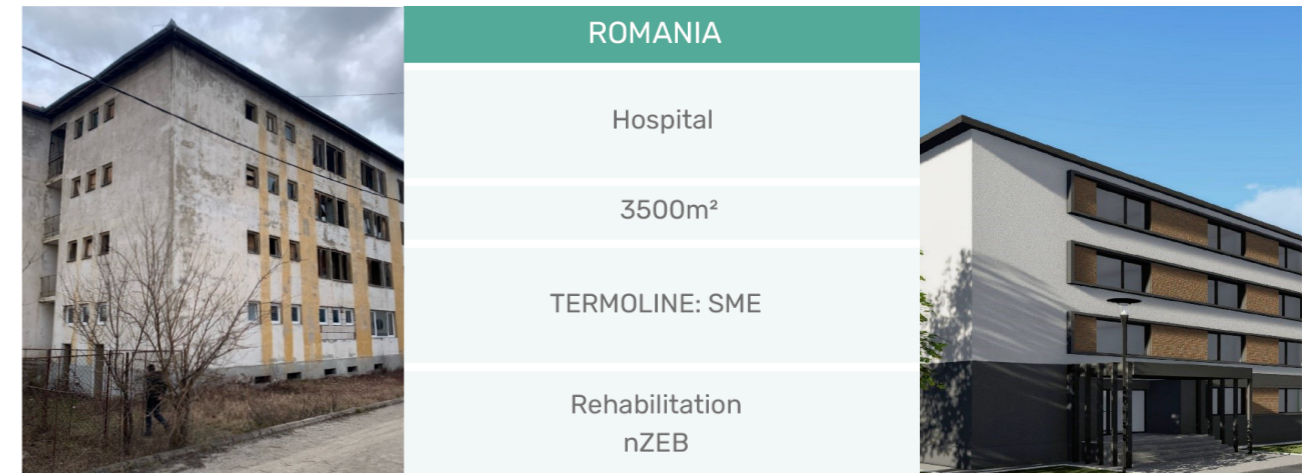 ROMANIA
Hospital
3500m²
TERMOLINE: SME
Rehabilitation
nZEB